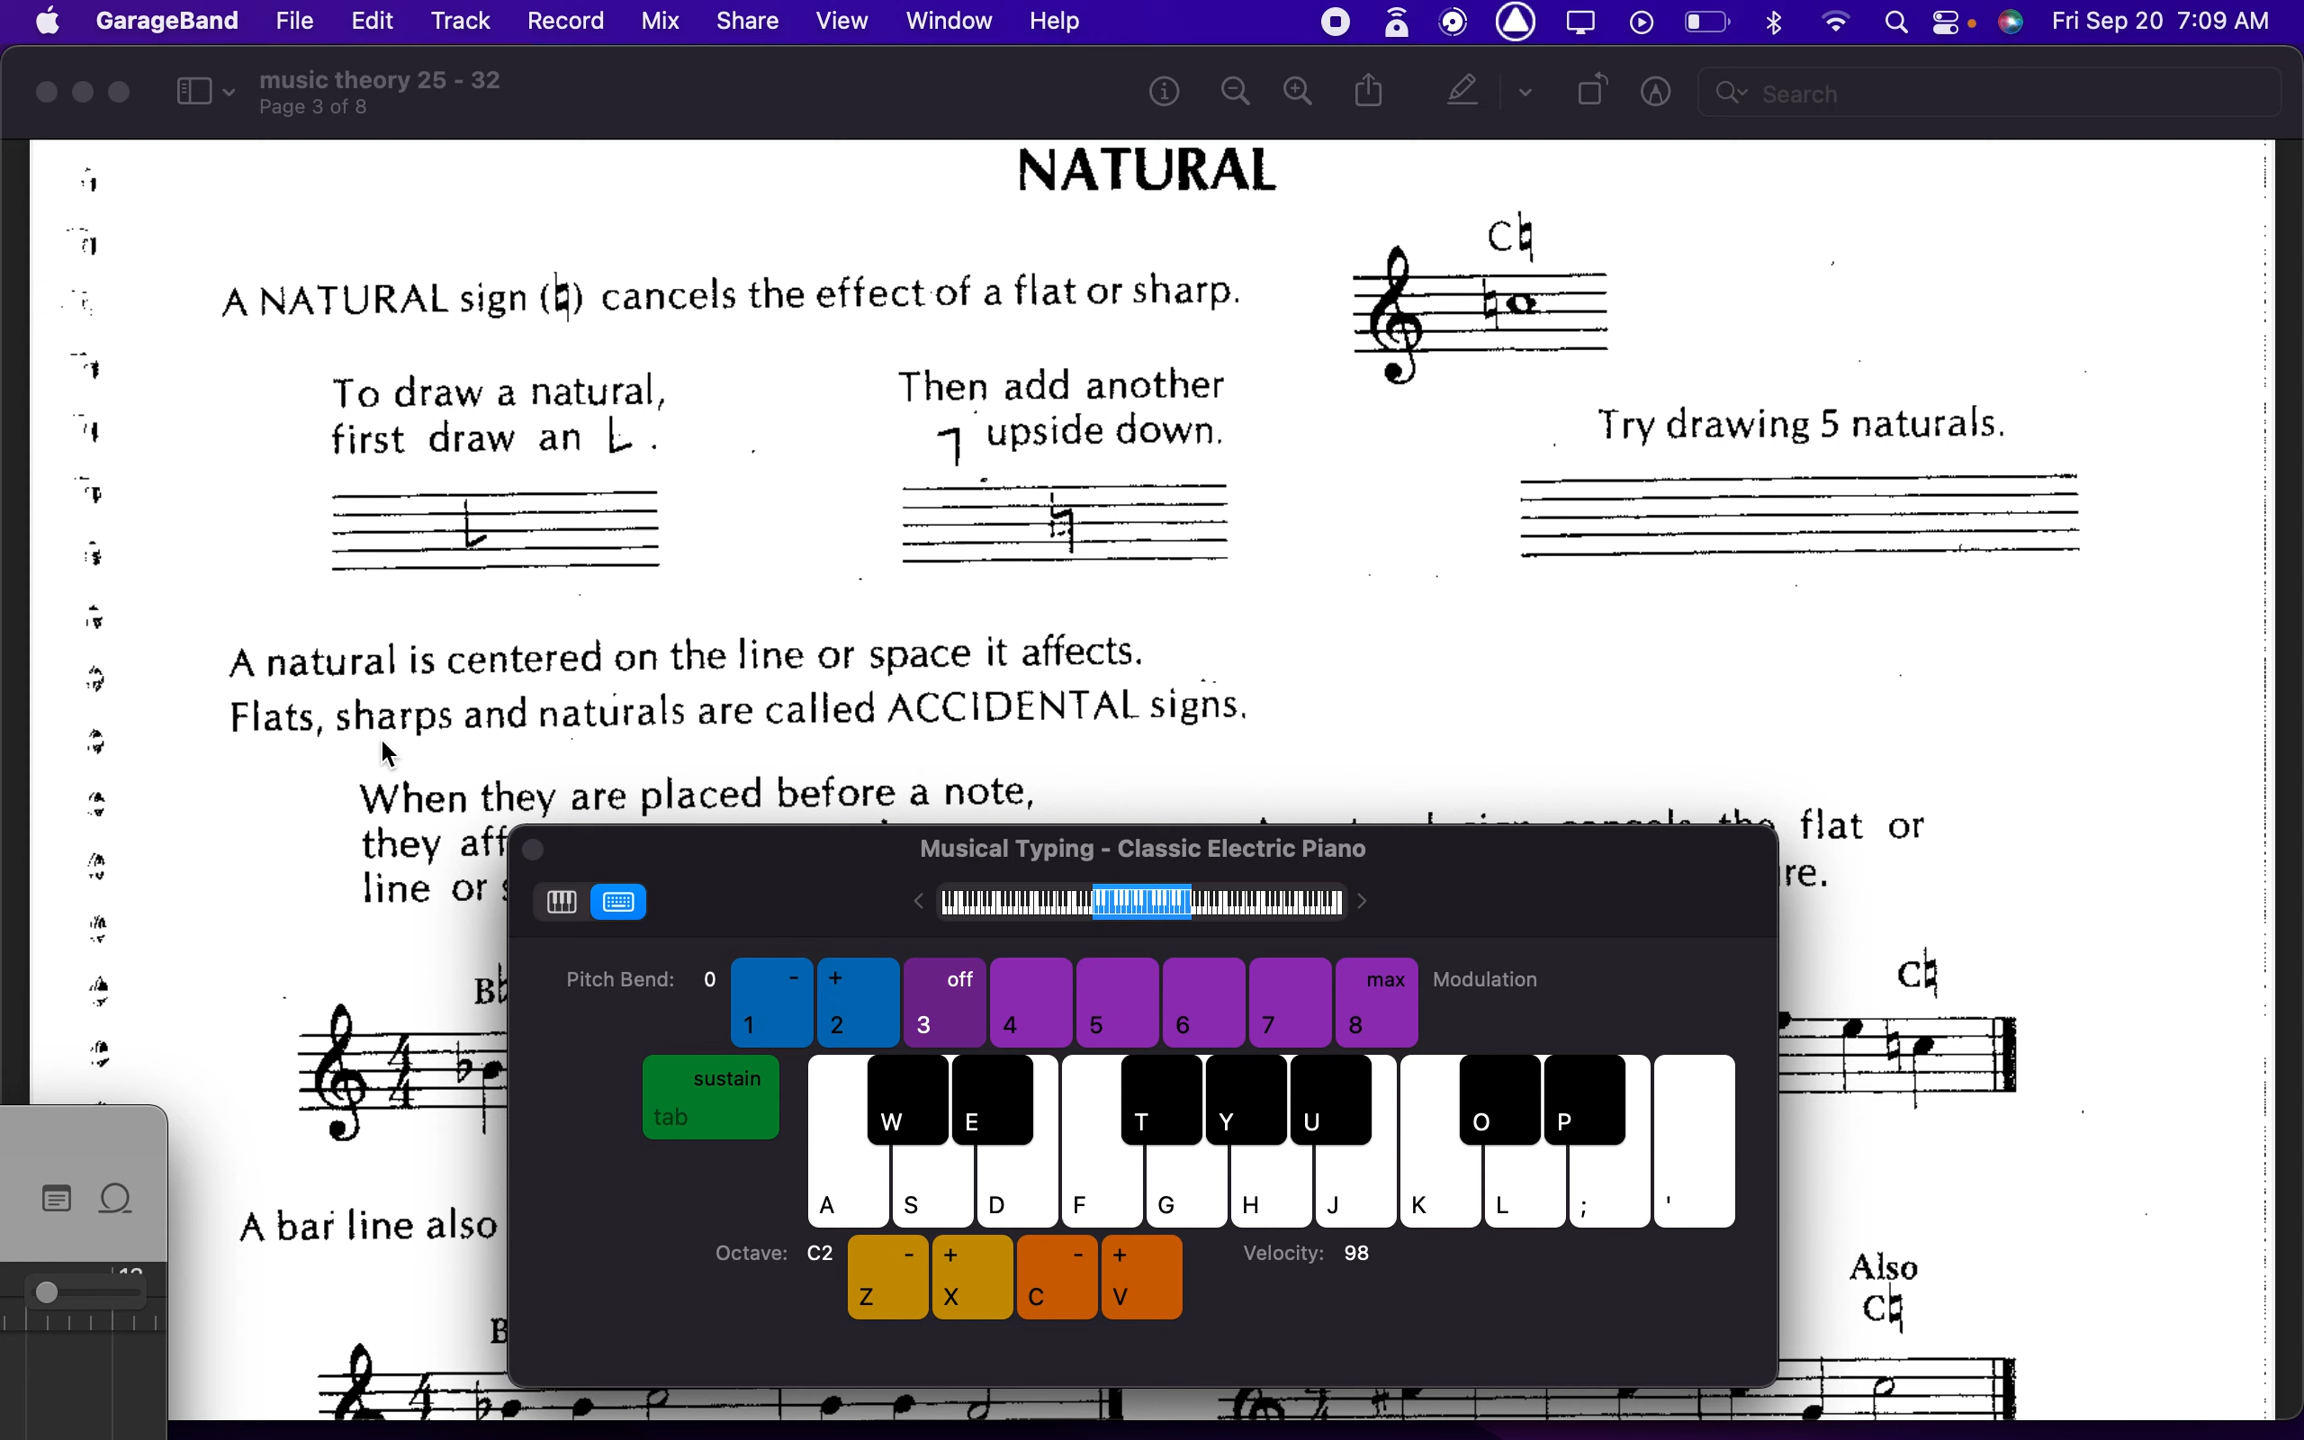 GarageBand File Edit Track Record Mix Share View Window Help Fri Sep 20 7:09 AM
music theory 25 - 32
Page 3 of 8
Search
NATURAL
C♮
A NATURAL sign (♮) cancels the effect of a flat or sharp.
To draw a natural,
first draw an
Then add another
upside down.
Try drawing 5 naturals.
A natural is centered on the line or space it affects.
Flats, sharps and naturals are called ACCIDENTAL signs.
When they are placed before a note,
they aff
line or
flat or
re.
Musical Typing - Classic Electric Piano
B♭
C♮
Pitch Bend: 0 - + off max Modulation
1 2 3 4 5 6 7 8
sustain
tab
W E T Y U O P
A S D F G H J K L ; '
Octave: C2 - + - + Velocity: 98
Z X C V
A bar line also
Also
C♮
B